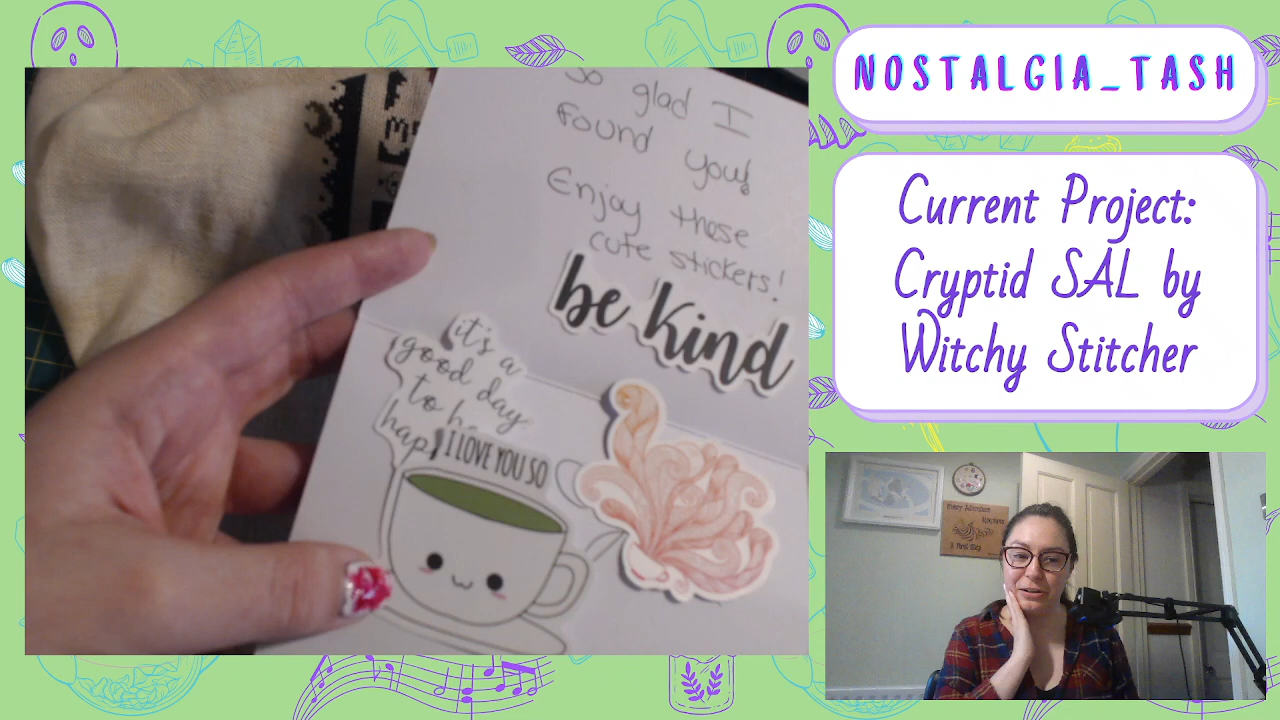 NOSTALGIA_TASH
Current Project:
Cryptid SAL by
Witchy Stitcher
So glad I
Found you!
Enjoy these
cute stickers!
be kind
it's a
good day
to h
happ
I LOVE YOU SO